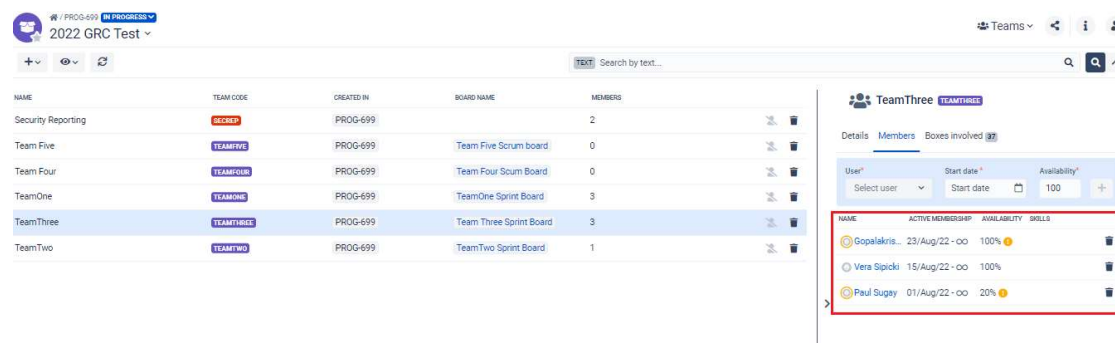 / PROG-699 IN PROGRESS
2022 GRC Test
Teams
TEXT Search by text...
NAME TEAM CODE CREATED IN BOARD NAME MEMBERS
Security Reporting SECREP PROG-699 2
Team Five TEAMFIVE PROG-699 Team Five Scrum board 0
Team Four TEAMFOUR PROG-699 Team Four Scum Board 0
TeamOne TEAMONE PROG-699 TeamOne Sprint Board 3
TeamThree TEAMTHREE PROG-699 Team Three Sprint Board 3
TeamTwo TEAMTWO PROG-699 TeamTwo Sprint Board 1
TeamThree TEAMTHREE
Details Members Boxes involved 37
User* Start date * Availability*
Select user Start date 100
NAME ACTIVE MEMBERSHIP AVAILABILITY SKILLS
Gopalakris... 23/Aug/22 - ∞ 100%
Vera Sipicki 15/Aug/22 - ∞ 100%
Paul Sugay 01/Aug/22 - ∞ 20%